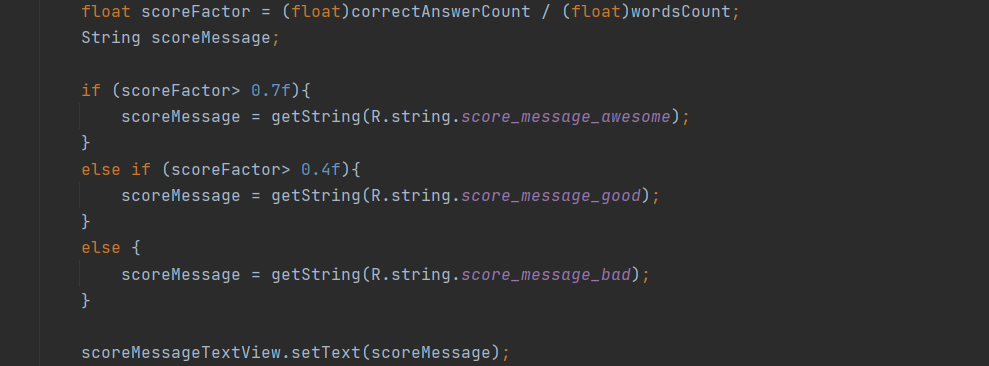 float scoreFactor = (float)correctAnswerCount / (float)wordsCount;
String scoreMessage;
if (scoreFactor> 0.7f){
scoreMessage = getString(R.string.score_message_awesome);
}
else if (scoreFactor> 0.4f){
scoreMessage = getString(R.string.score_message_good);
}
else {
scoreMessage = getString(R.string.score_message_bad);
}
scoreMessageTextView.setText(scoreMessage);